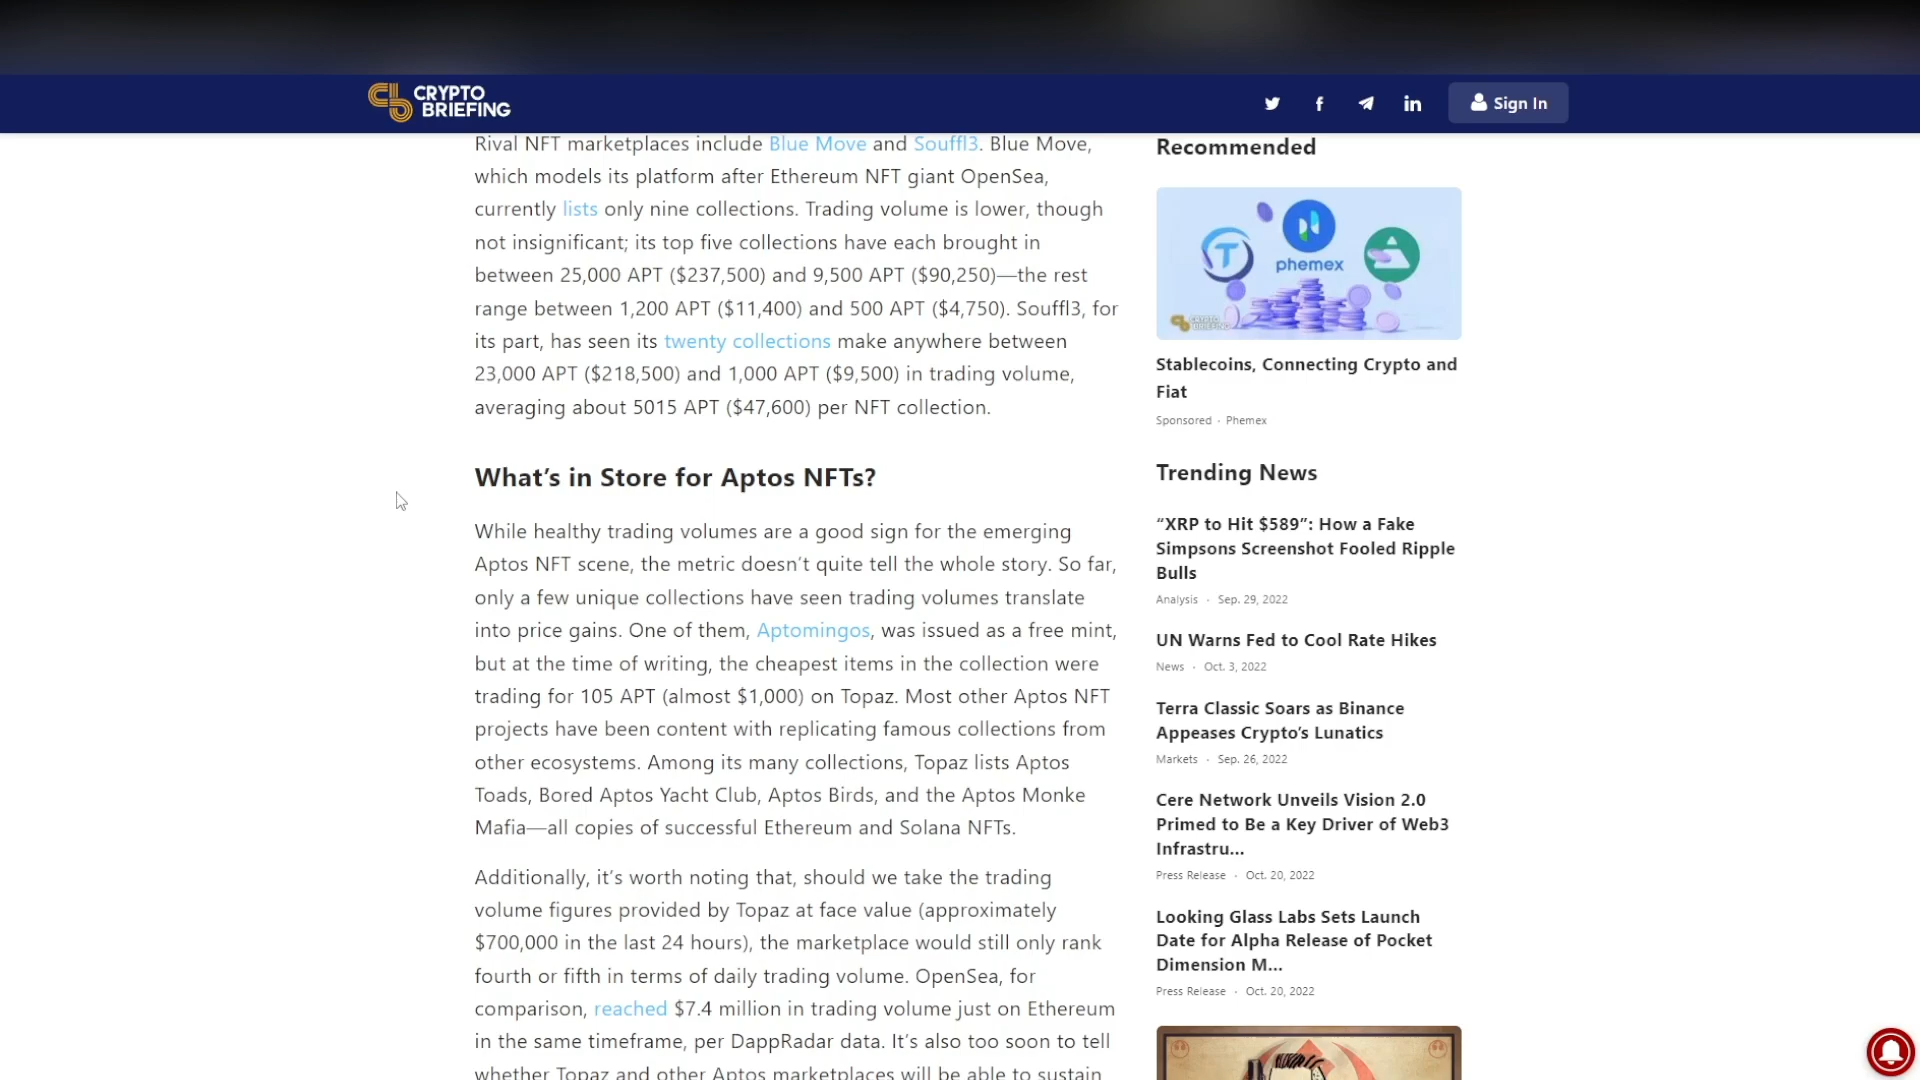 CRYPTO
BRIEFING
Sign In
Rival NFT marketplaces include Blue Move and Souffl3. Blue Move,
which models its platform after Ethereum NFT giant OpenSea,
currently lists only nine collections. Trading volume is lower, though
not insignificant; its top five collections have each brought in
between 25,000 APT ($237,500) and 9,500 APT ($90,250)—the rest
range between 1,200 APT ($11,400) and 500 APT ($4,750). Souffl3, for
its part, has seen its twenty collections make anywhere between
23,000 APT ($218,500) and 1,000 APT ($9,500) in trading volume,
averaging about 5015 APT ($47,600) per NFT collection.
What’s in Store for Aptos NFTs?
While healthy trading volumes are a good sign for the emerging
Aptos NFT scene, the metric doesn’t quite tell the whole story. So far,
only a few unique collections have seen trading volumes translate
into price gains. One of them, Aptomingos, was issued as a free mint,
but at the time of writing, the cheapest items in the collection were
trading for 105 APT (almost $1,000) on Topaz. Most other Aptos NFT
projects have been content with replicating famous collections from
other ecosystems. Among its many collections, Topaz lists Aptos
Toads, Bored Aptos Yacht Club, Aptos Birds, and the Aptos Monke
Mafia—all copies of successful Ethereum and Solana NFTs.
Additionally, it’s worth noting that, should we take the trading
volume figures provided by Topaz at face value (approximately
$700,000 in the last 24 hours), the marketplace would still only rank
fourth or fifth in terms of daily trading volume. OpenSea, for
comparison, reached $7.4 million in trading volume just on Ethereum
in the same timeframe, per DappRadar data. It’s also too soon to tell
whether Topaz and other Aptos marketplaces will be able to sustain
Recommended
phemex
CRYPTO
BRIEFING
Stablecoins, Connecting Crypto and
Fiat
Sponsored · Phemex
Trending News
“XRP to Hit $589”: How a Fake
Simpsons Screenshot Fooled Ripple
Bulls
Analysis · Sep. 29, 2022
UN Warns Fed to Cool Rate Hikes
News · Oct. 3, 2022
Terra Classic Soars as Binance
Appeases Crypto’s Lunatics
Markets · Sep. 26, 2022
Cere Network Unveils Vision 2.0
Primed to Be a Key Driver of Web3
Infrastru...
Press Release · Oct. 20, 2022
Looking Glass Labs Sets Launch
Date for Alpha Release of Pocket
Dimension M...
Press Release · Oct. 20, 2022